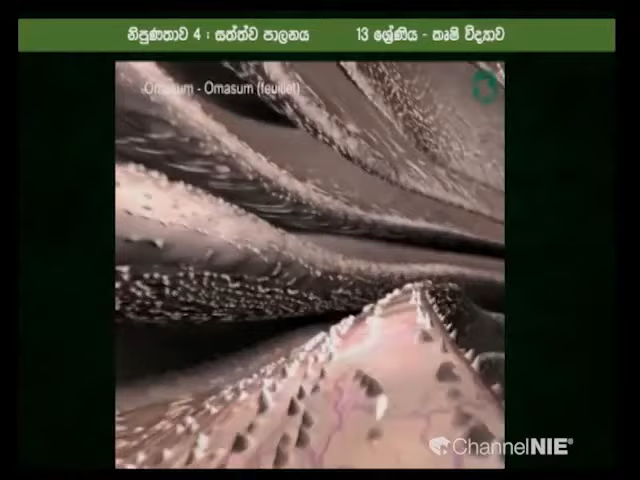 නිපුණතාව 4 : සත්ත්ව පාලනය 13 ශ්‍රේණිය - කෘෂි විද්‍යාව
Omasum - Omasum (feuillet)
ChannelNIE